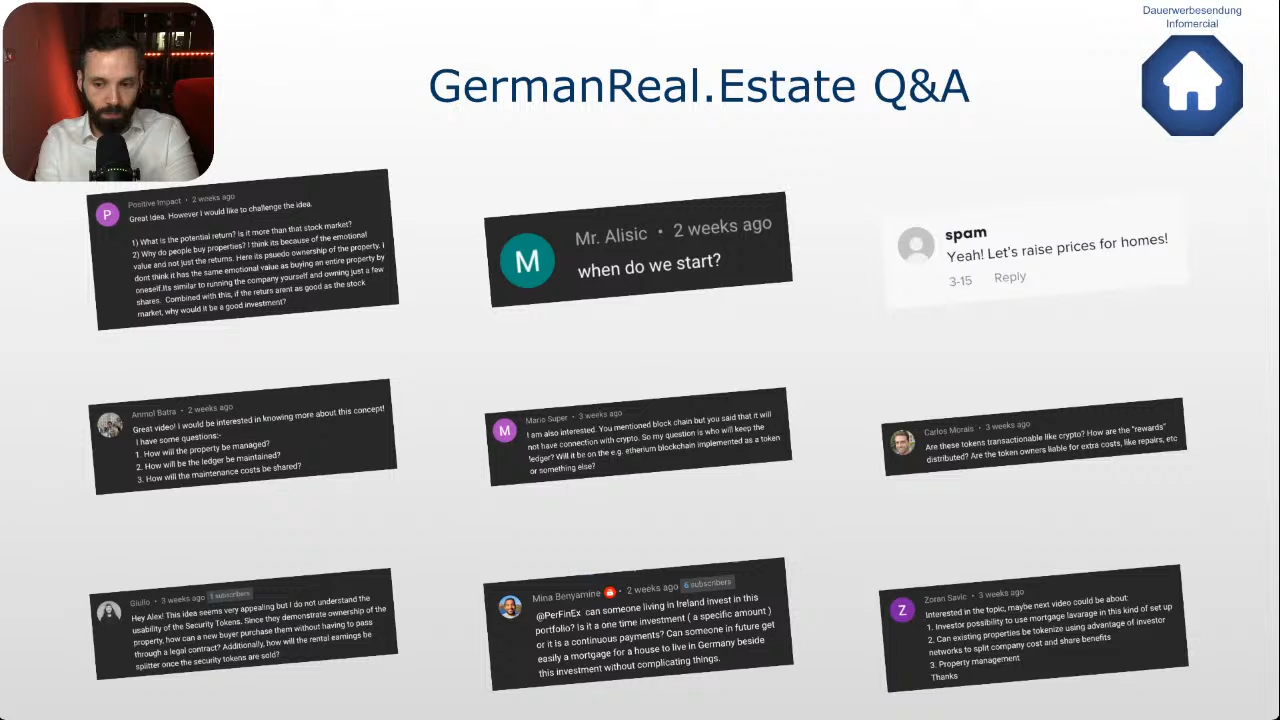 Dauerwerbesendung
Infomercial
GermanReal.Estate Q&A
P
Positive Impact • 2 weeks ago
Great Idea. However I would like to challenge the idea.
1) What is the potential return? Is it more than that stock market?
2) Why do people buy properties? I think its because of the emotional
value and not just the returns. Here its psuedo ownership of the property. I
dont think it has the same emotional value as buying an entire property by
oneself.Its similar to running the company yourself and owning just a few
shares. Combined with this, if the returs arent as good as the stock
market, why would it be a good investment?
M
Mr. Alisic • 2 weeks ago
when do we start?
spam
Yeah! Let's raise prices for homes!
3-15 Reply
Anmol Batra • 2 weeks ago
Great video! I would be interested in knowing more about this concept!
I have some questions:-
1. How will the property be managed?
2. How will be the ledger be maintained?
3. How will the maintenance costs be shared?
M
Mario Super • 3 weeks ago
I am also interested. You mentioned block chain but you said that it will
not have connection with crypto. So my question is who will keep the
ledger? Will it be on the e.g. etherium blockchain implemented as a token
or something else?
Carlos Morais • 3 weeks ago
Are these tokens transactionable like crypto? How are the "rewards"
distributed? Are the token owners liable for extra costs, like repairs, etc
Giulio • 3 weeks ago 1 subscribers
Hey Alex! This idea seems very appealing but I do not understand the
usability of the Security Tokens. Since they demonstrate ownership of the
property, how can a new buyer purchase them without having to pass
through a legal contract? Additionally, how will the rental earnings be
splitter once the security tokens are sold?
Mina Benyamine • 2 weeks ago 6 subscribers
@PerFinEx can someone living in Ireland invest in this
portfolio? Is it a one time investment ( a specific amount )
or it is a continuous payments? Can someone in future get
easily a mortgage for a house to live in Germany beside
this investment without complicating things.
Z
Zoran Savic • 3 weeks ago
Interested in the topic, maybe next video could be about:
1. Investor possibility to use mortgage lavarage in this kind of set up
2. Can existing properties be tokenize using advantage of investor
networks to split company cost and share benefits
3. Property management
Thanks